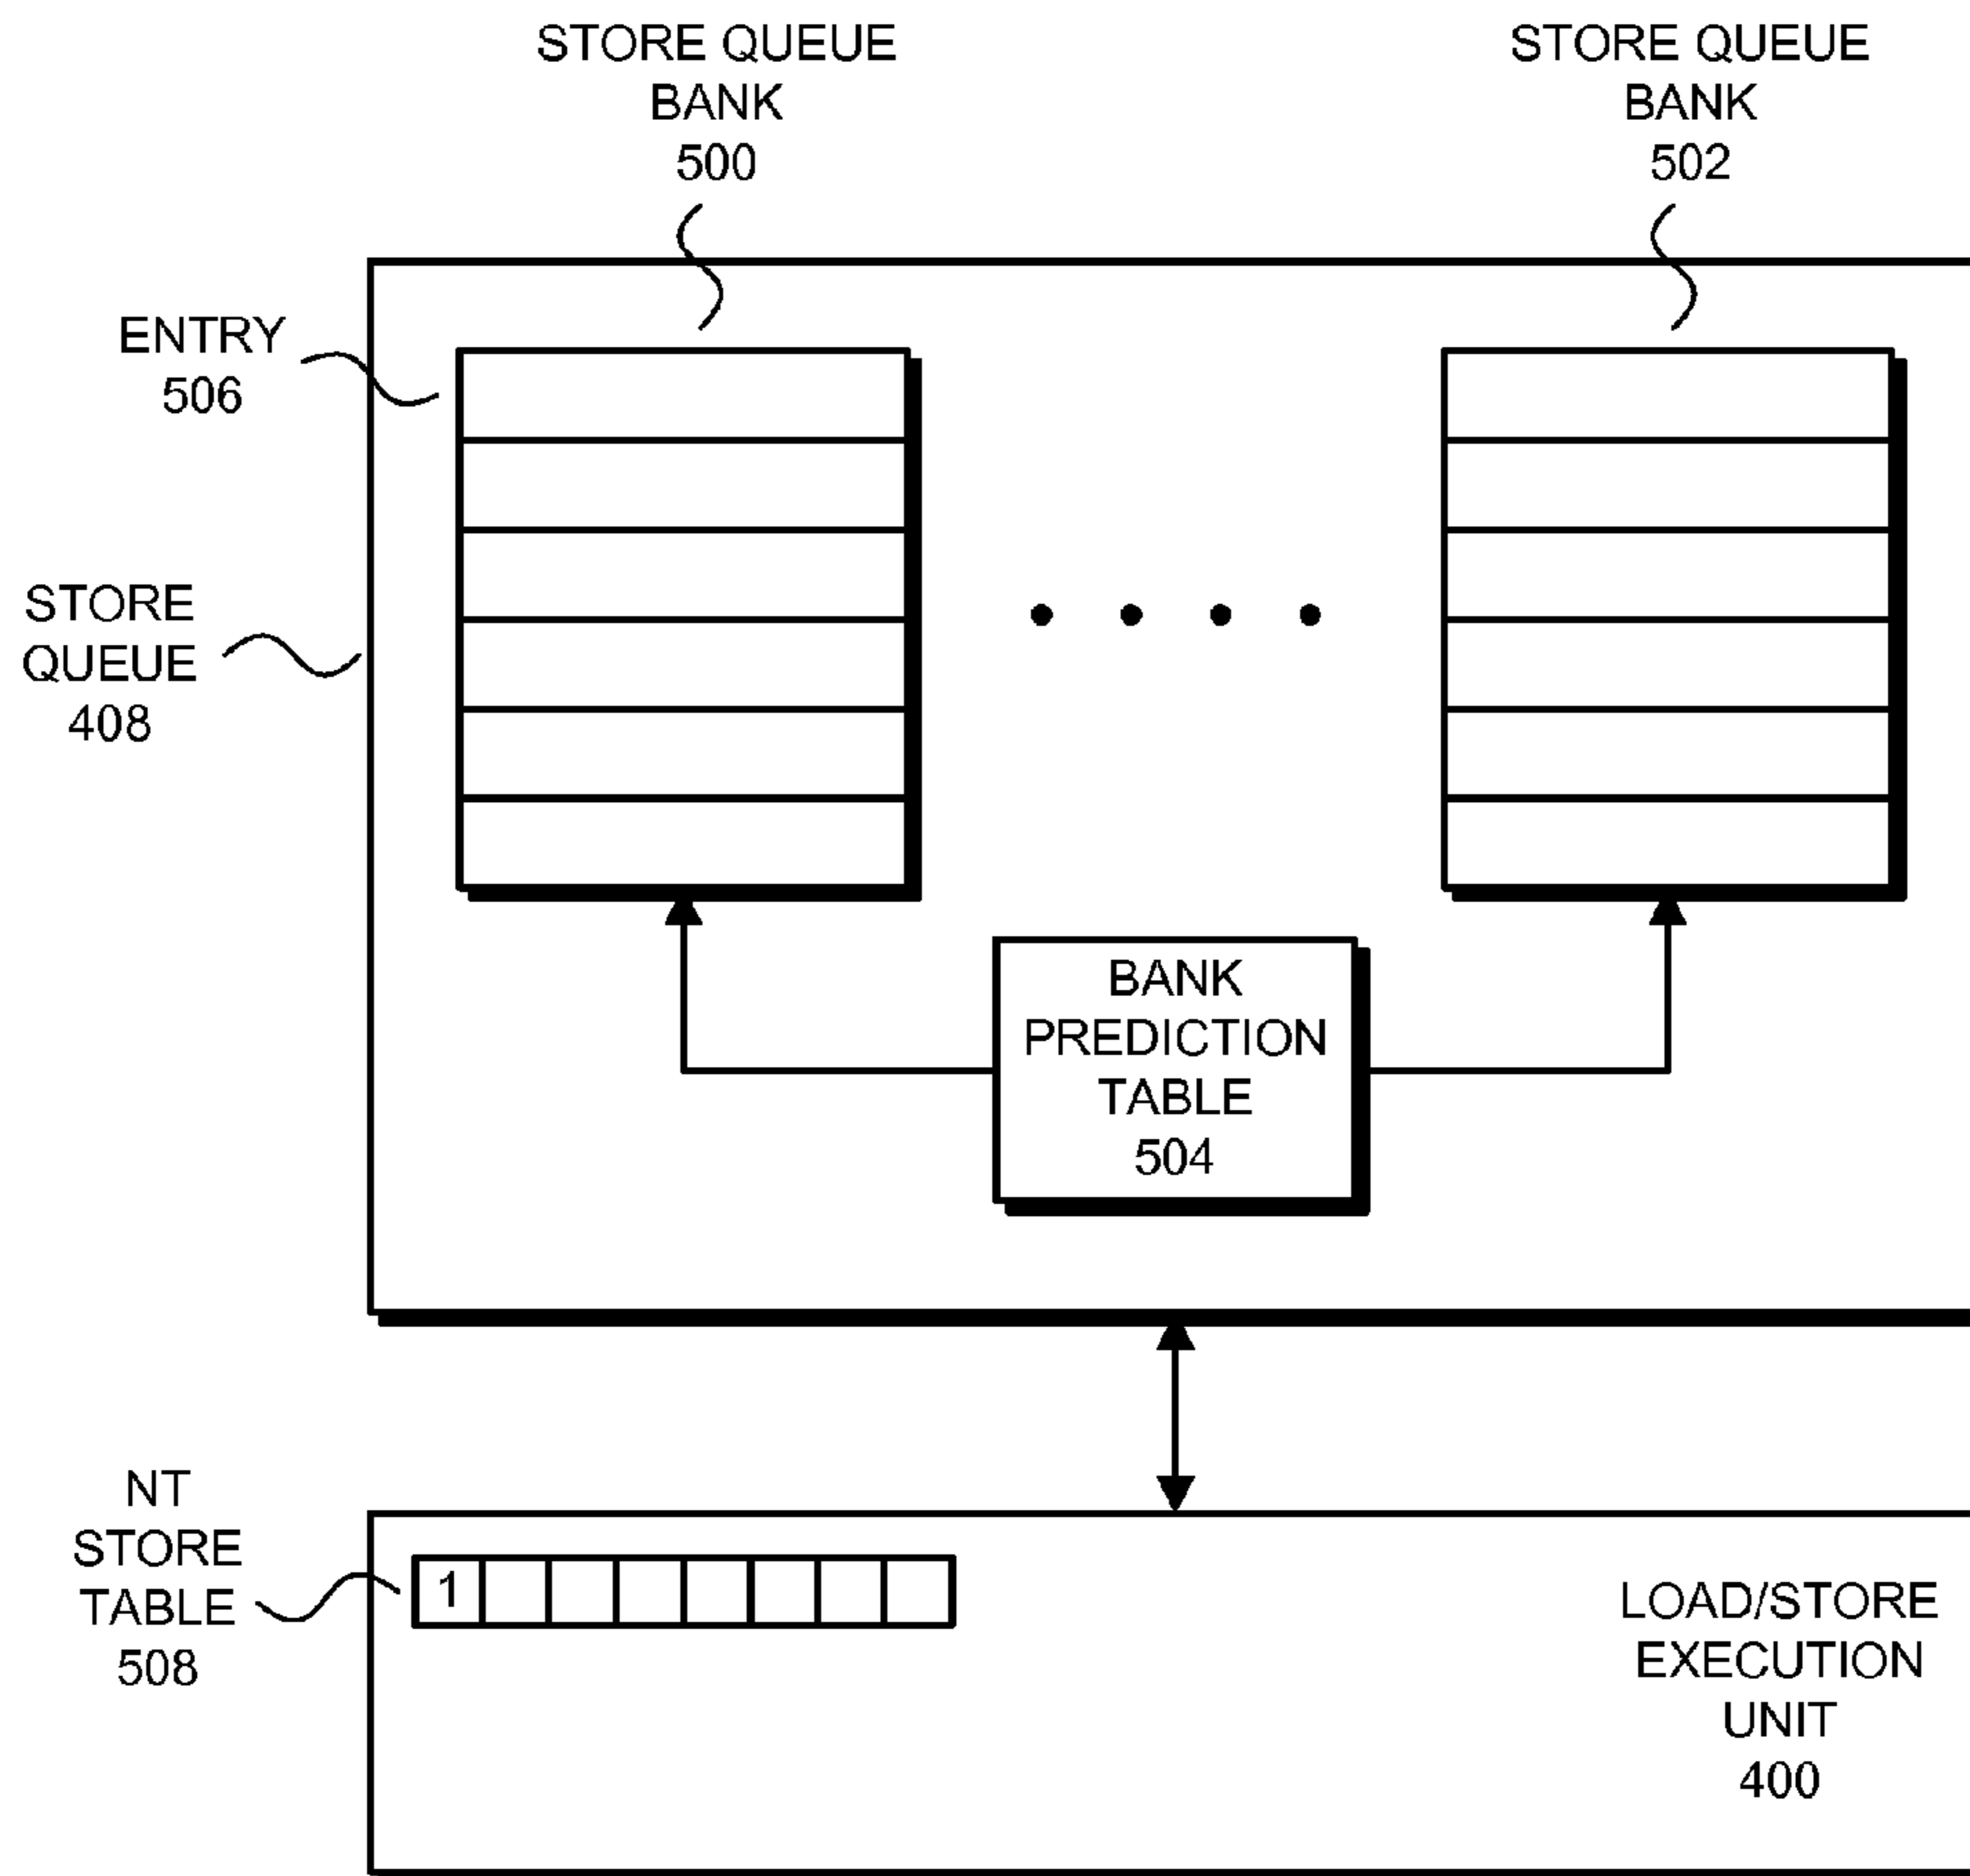 STORE QUEUE
BANK
500
STORE QUEUE
BANK
502
ENTRY
506
STORE
QUEUE
408
BANK
PREDICTION
TABLE
504
NT
STORE
TABLE
508
1
LOAD/STORE
EXECUTION
UNIT
400